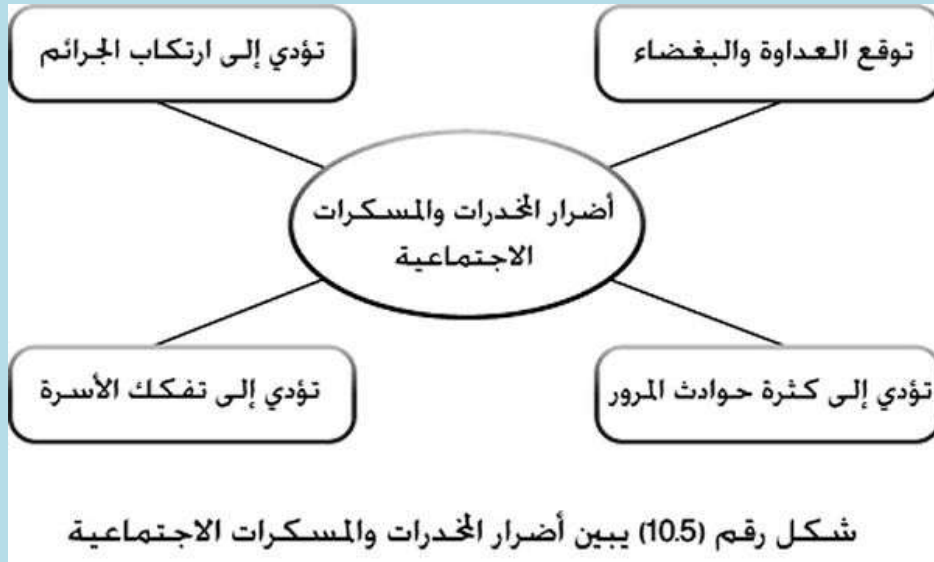 توقع العداوة والبغضاء
تؤدي إلى ارتكاب الجرائم
أضرار المخدرات والمسكرات
الاجتماعية
تؤدي إلى كثرة حوادث المرور
تؤدي إلى تفكك الأسرة
شكل رقم (10.5) يبين أضرار المخدرات والمسكرات الاجتماعية